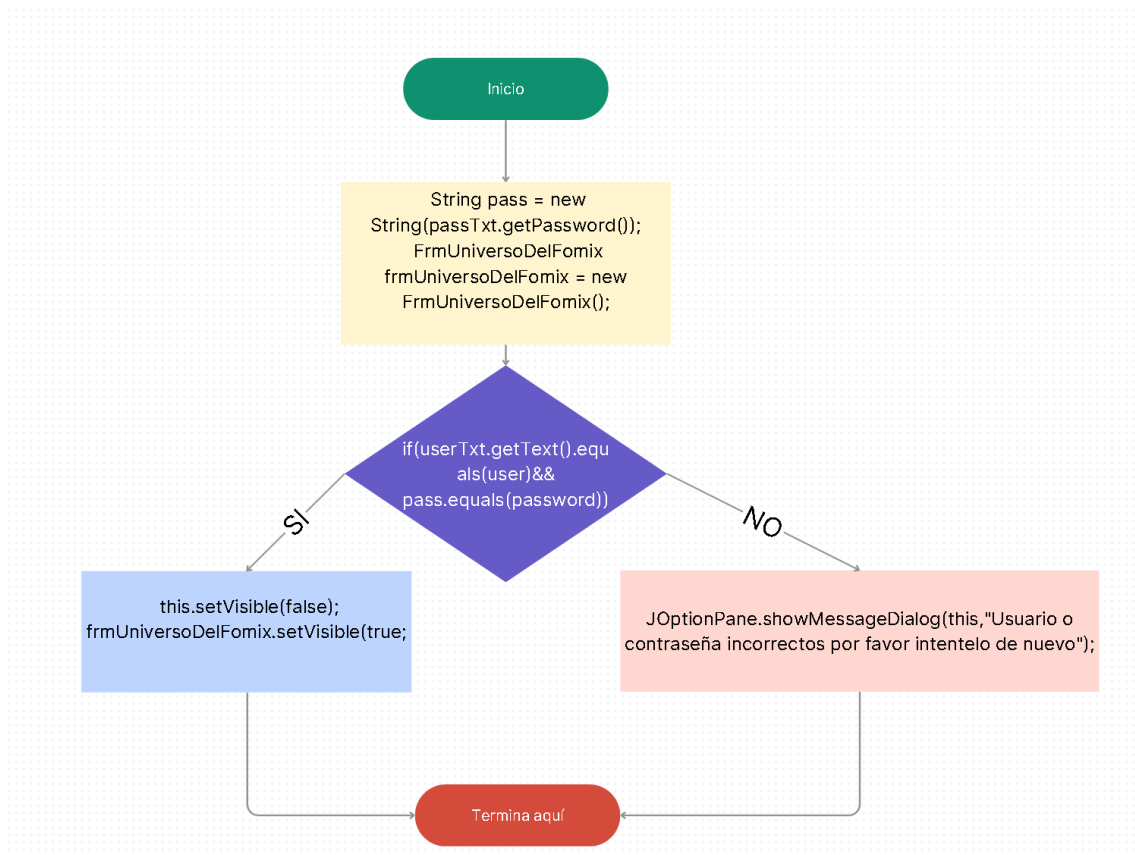 Inicio
String pass = new
String(passTxt.getPassword());
FrmUniversoDelFomix
frmUniversoDelFomix = new
FrmUniversoDelFomix();
if(userTxt.getText().equ
als(user)&&
pass.equals(password))
SI
NO
this.setVisible(false);
frmUniversoDelFomix.setVisible(true;
JOptionPane.showMessageDialog(this,"Usuario o
contraseña incorrectos por favor intentelo de nuevo");
Termina aquí